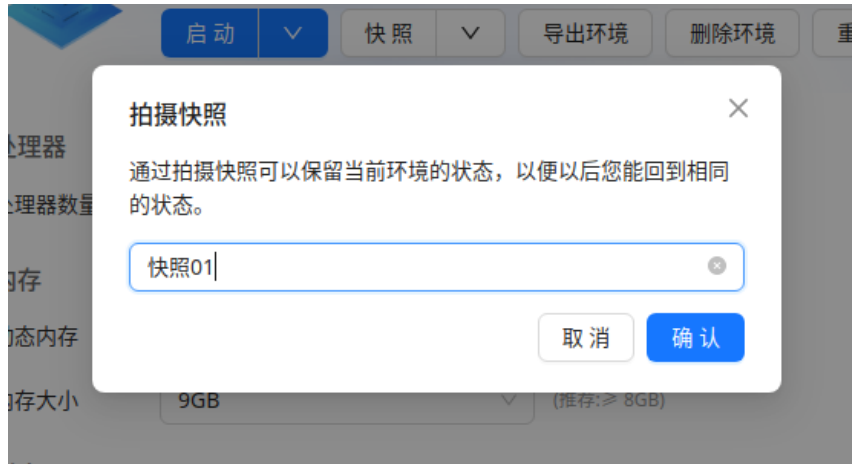 启动
快照
导出环境
删除环境
重
拍摄快照
通过拍摄快照可以保留当前环境的状态，以便以后您能回到相同
的状态。
快照01
取消
确认
处理器
处理器数量
内存
动态内存
内存大小
9GB
(推荐:≥ 8GB)